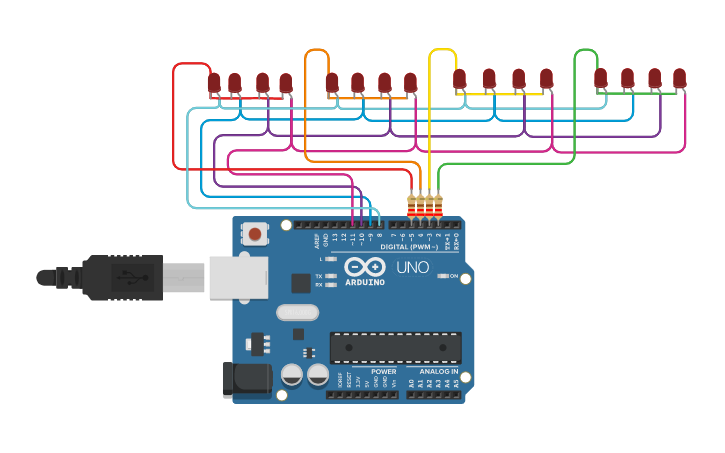 AREF
GND
13
12
~11
~10
~9
8
7
~6
~5
4
~3
2
TX→1
RX←0
DIGITAL (PWM~)
L
TX
RX
ARDUINO
UNO
ON
POWER
ANALOG IN
IOREF
RESET
3.3V
5V
GND
GND
Vin
A0
A1
A2
A3
A4
A5